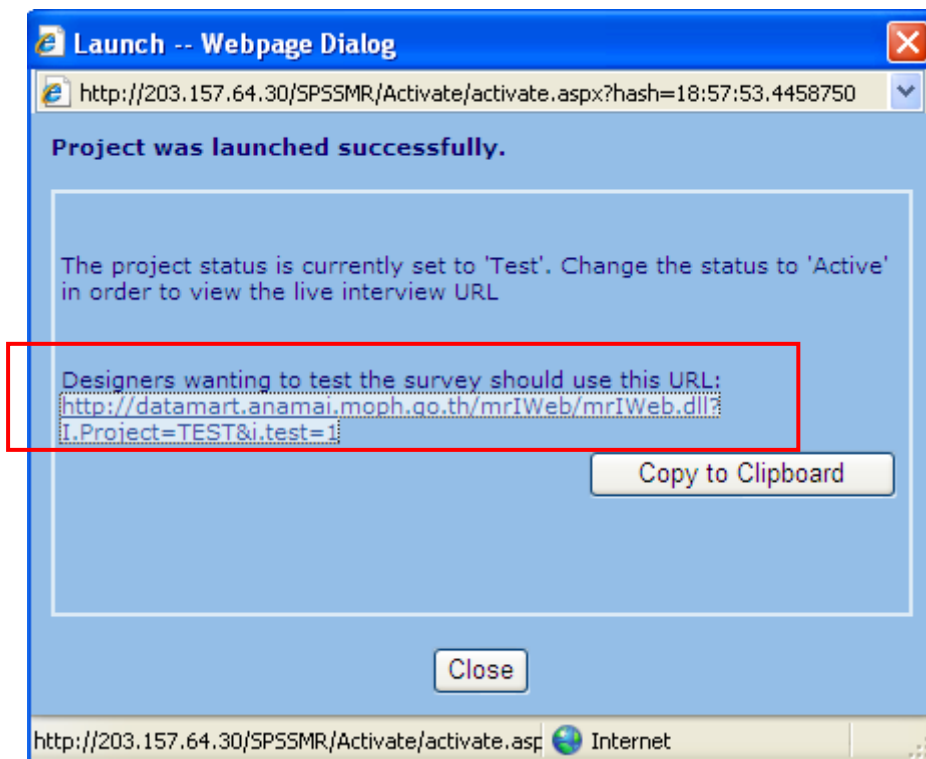 Launch -- Webpage Dialog
http://203.157.64.30/SPSSMR/Activate/activate.aspx?hash=18:57:53.4458750
Project was launched successfully.
The project status is currently set to 'Test'. Change the status to 'Active'
in order to view the live interview URL
Designers wanting to test the survey should use this URL:
http://datamart.anamai.moph.go.th/mrIWeb/mrIWeb.dll?
I.Project=TEST&i.test=1
Copy to Clipboard
Close
http://203.157.64.30/SPSSMR/Activate/activate.asp Internet